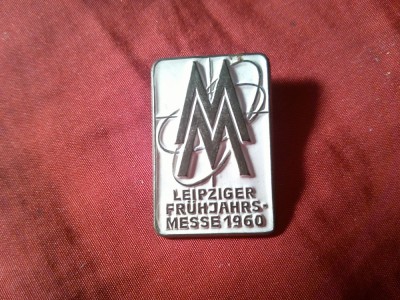 M
M
LEIPZIGER
FRÜHJAHRS-
MESSE 1960